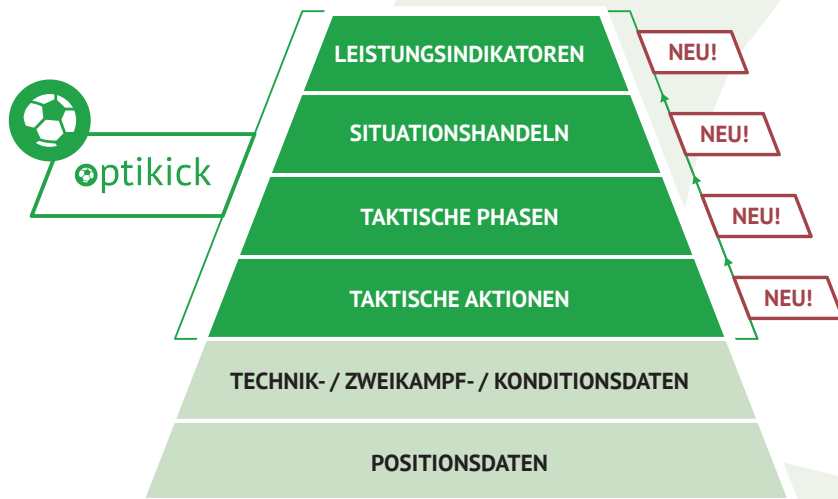 LEISTUNGSINDIKATOREN
NEU!
SITUATIONSHANDELN
NEU!
optikick
TAKTISCHE PHASEN
NEU!
TAKTISCHE AKTIONEN
NEU!
TECHNIK- / ZWEIKAMPF- / KONDITIONSDATEN
POSITIONSDATEN